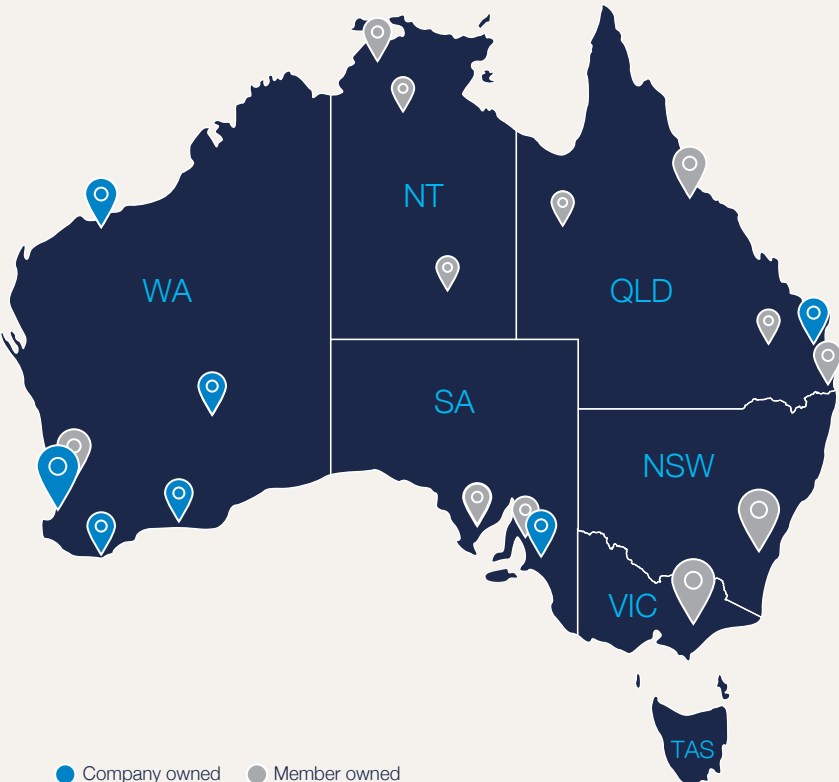 NT
WA
QLD
SA
NSW
VIC
TAS
Company owned
Member owned